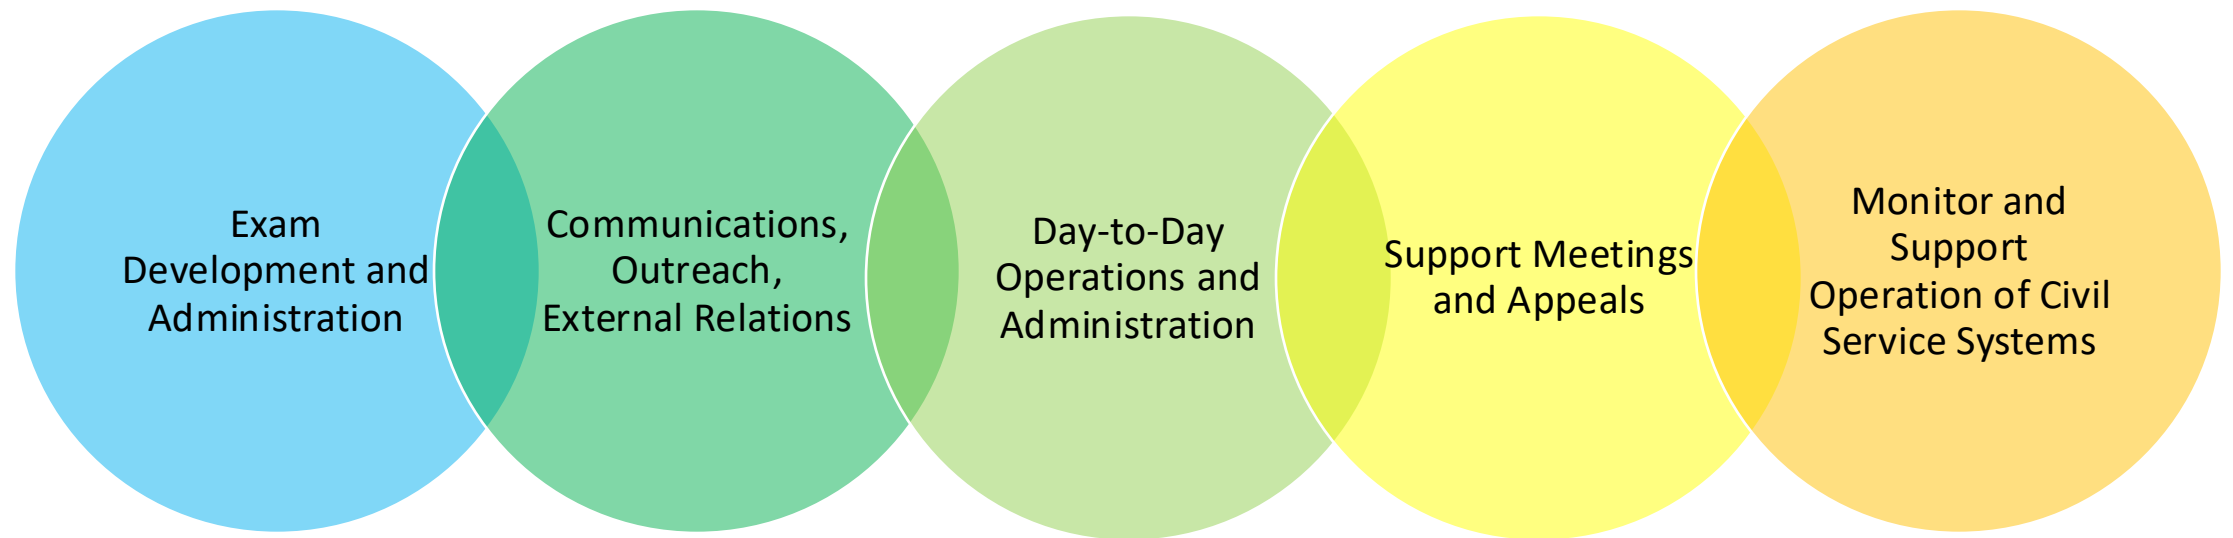 Exam
Development and
Administration
Communications,
Outreach,
External Relations
Day-to-Day
Operations and
Administration
Support Meetings
and Appeals
Monitor and
Support
Operation of Civil
Service Systems